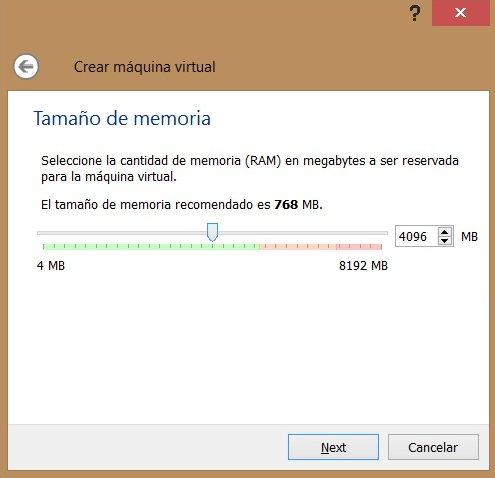 ?
Crear máquina virtual
Tamaño de memoria
Seleccione la cantidad de memoria (RAM) en megabytes a ser reservada
para la máquina virtual.
El tamaño de memoria recomendado es 768 MB.
4096 MB
4 MB 8192 MB
Next Cancelar